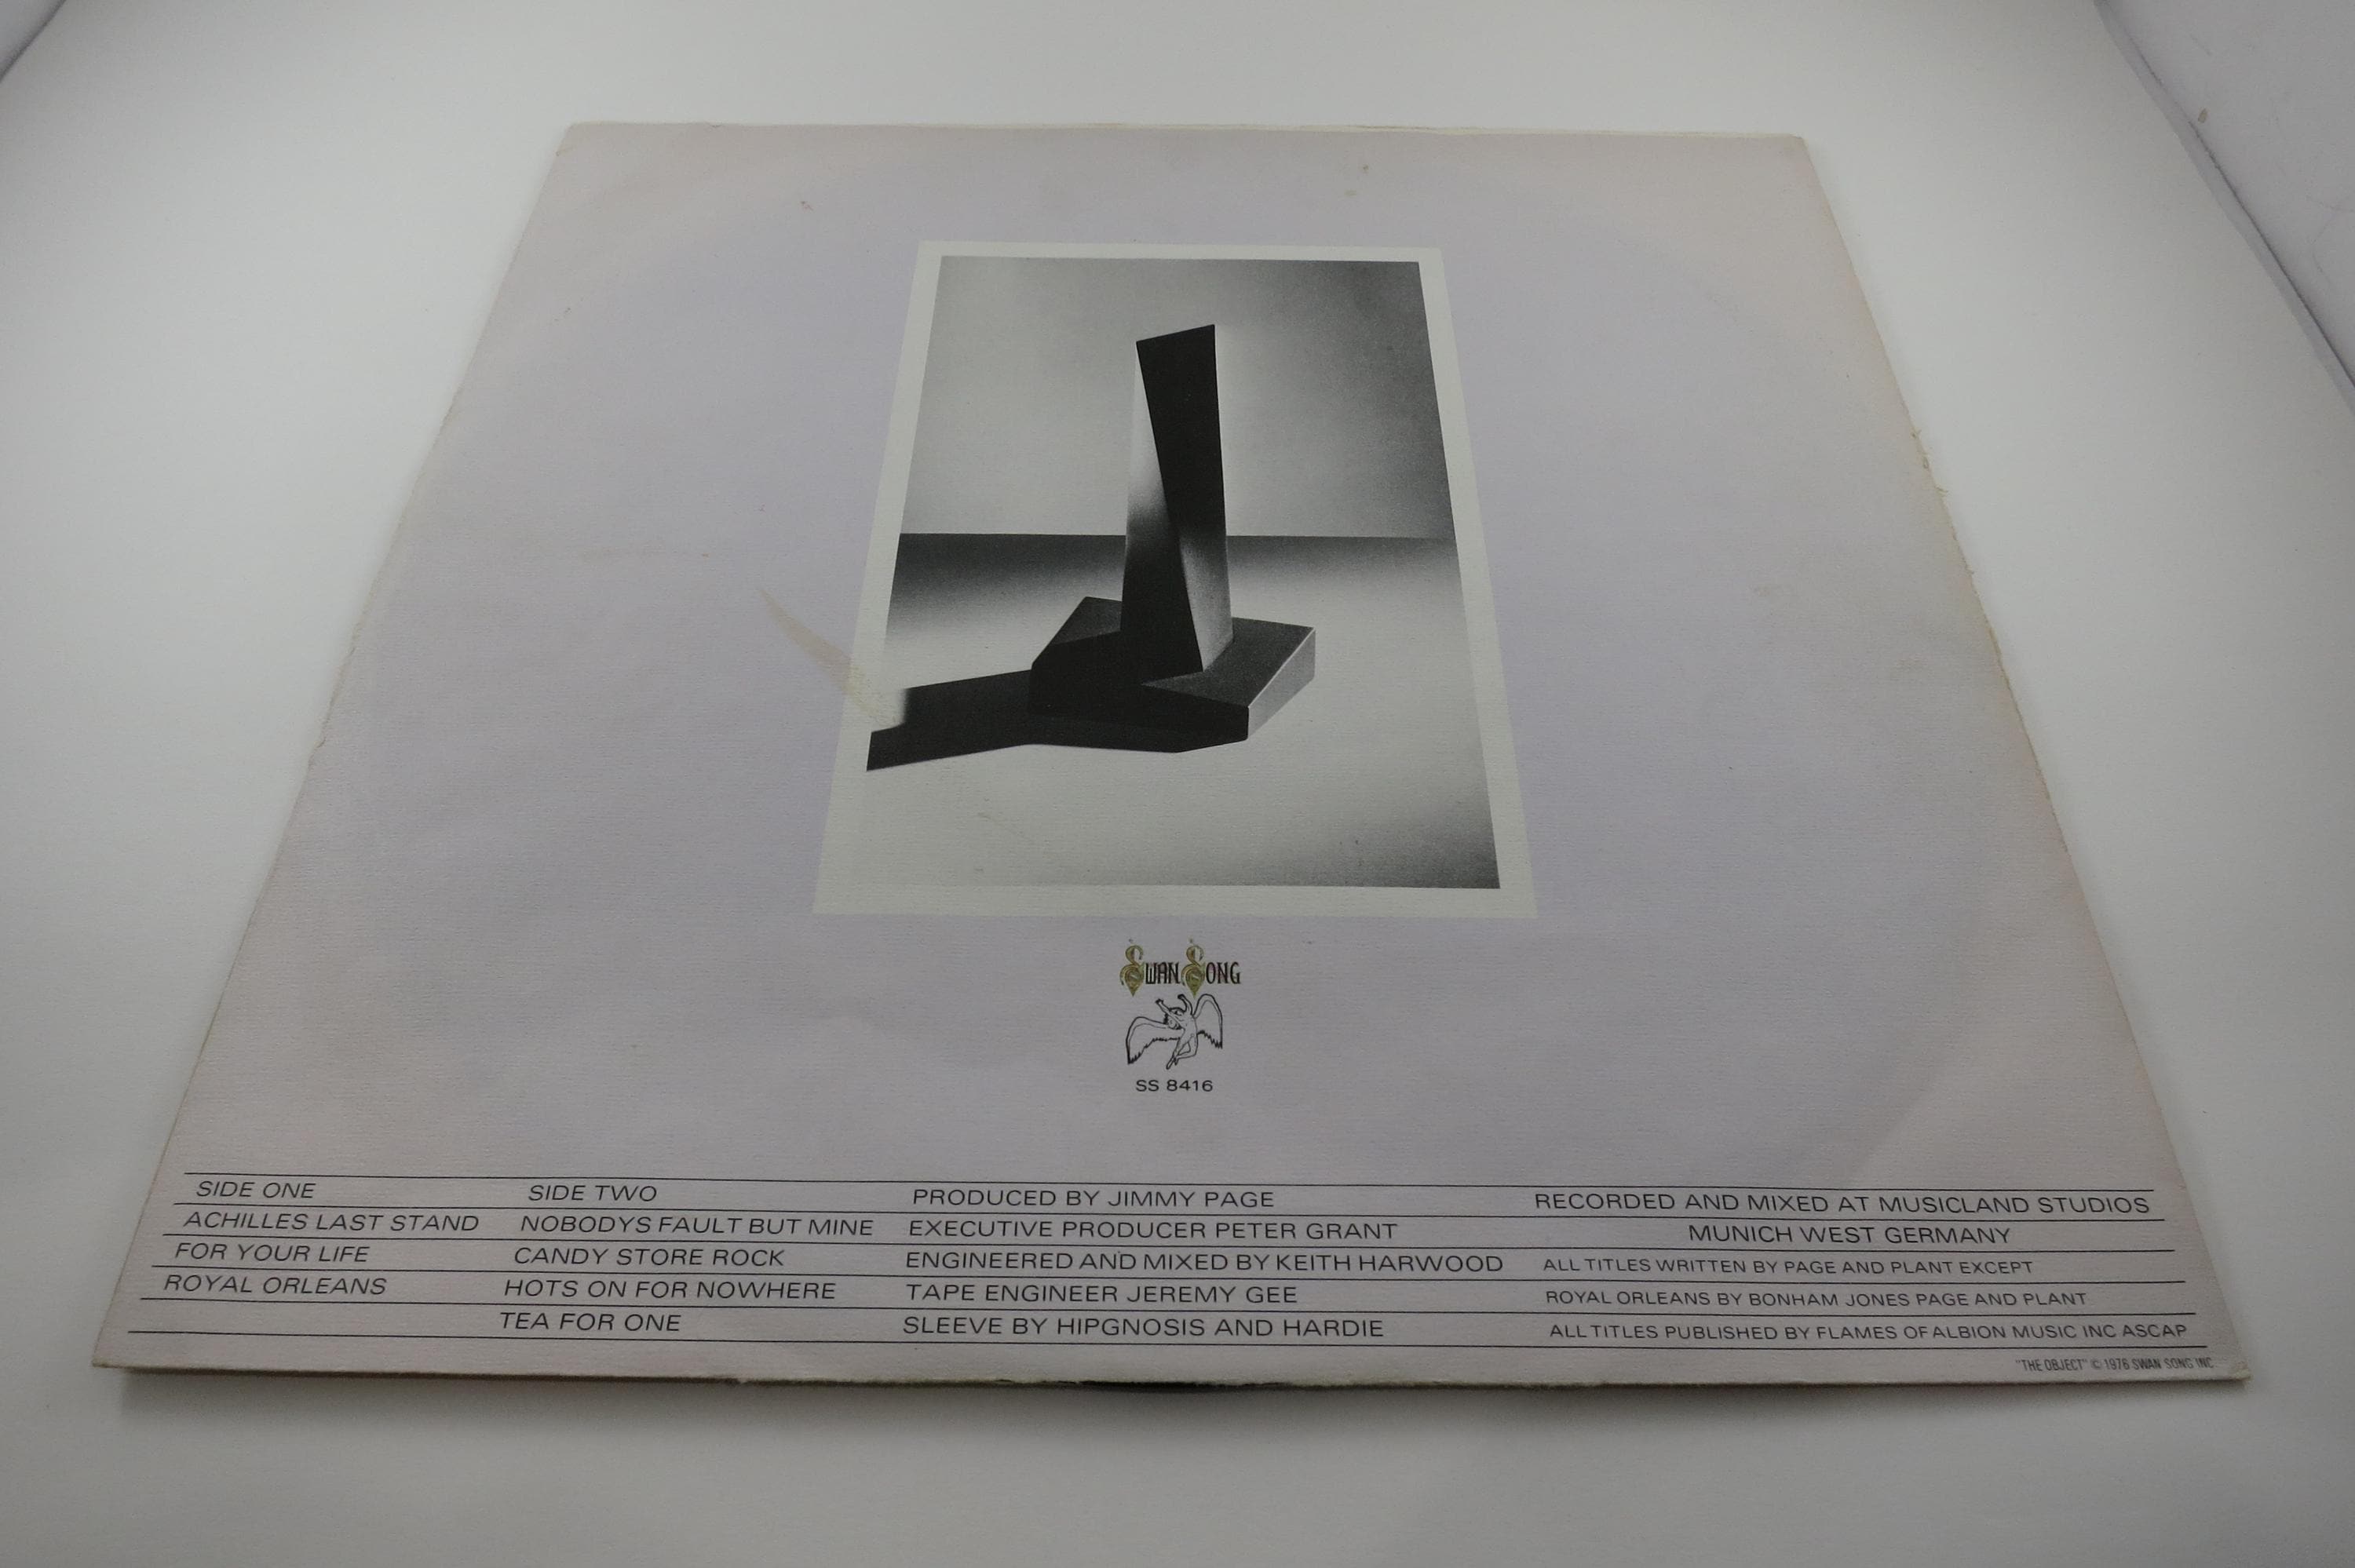 SWAN SONG
SS 8416
SIDE ONE
ACHILLES LAST STAND
FOR YOUR LIFE
ROYAL ORLEANS
SIDE TWO
NOBODYS FAULT BUT MINE
CANDY STORE ROCK
HOTS ON FOR NOWHERE
TEA FOR ONE
PRODUCED BY JIMMY PAGE
EXECUTIVE PRODUCER PETER GRANT
ENGINEERED AND MIXED BY KEITH HARWOOD
TAPE ENGINEER JEREMY GEE
SLEEVE BY HIPGNOSIS AND HARDIE
RECORDED AND MIXED AT MUSICLAND STUDIOS
MUNICH WEST GERMANY
ALL TITLES WRITTEN BY PAGE AND PLANT EXCEPT
ROYAL ORLEANS BY BONHAM JONES PAGE AND PLANT
ALL TITLES PUBLISHED BY FLAMES OF ALBION MUSIC INC ASCAP
"THE OBJECT" © 1976 SWAN SONG INC.